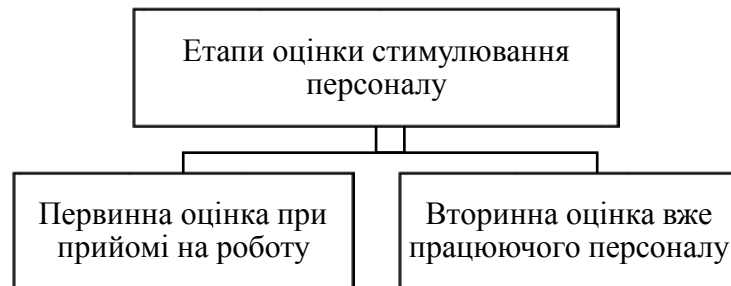 Етапи оцінки стимулювання
персоналу
Первинна оцінка при
прийомі на роботу
Вторинна оцінка вже
працюючого персоналу